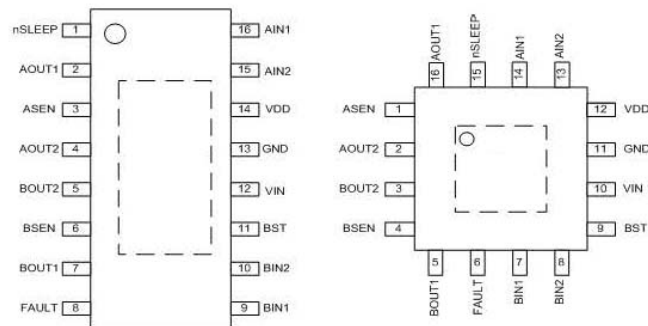 nSLEEP 1 16 AIN1
AOUT1 2 15 AIN2
ASEN 3 14 VDD
AOUT2 4 13 GND
BOUT2 5 12 VIN
BSEN 6 11 BST
BOUT1 7 10 BIN2
FAULT 8 9 BIN1
AOUT1 nSLEEP AIN1 AIN2
16 15 14 13
ASEN 1 12 VDD
AOUT2 2 11 GND
BOUT2 3 10 VIN
BSEN 4 9 BST
5 6 7 8
BOUT1 FAULT BIN1 BIN2